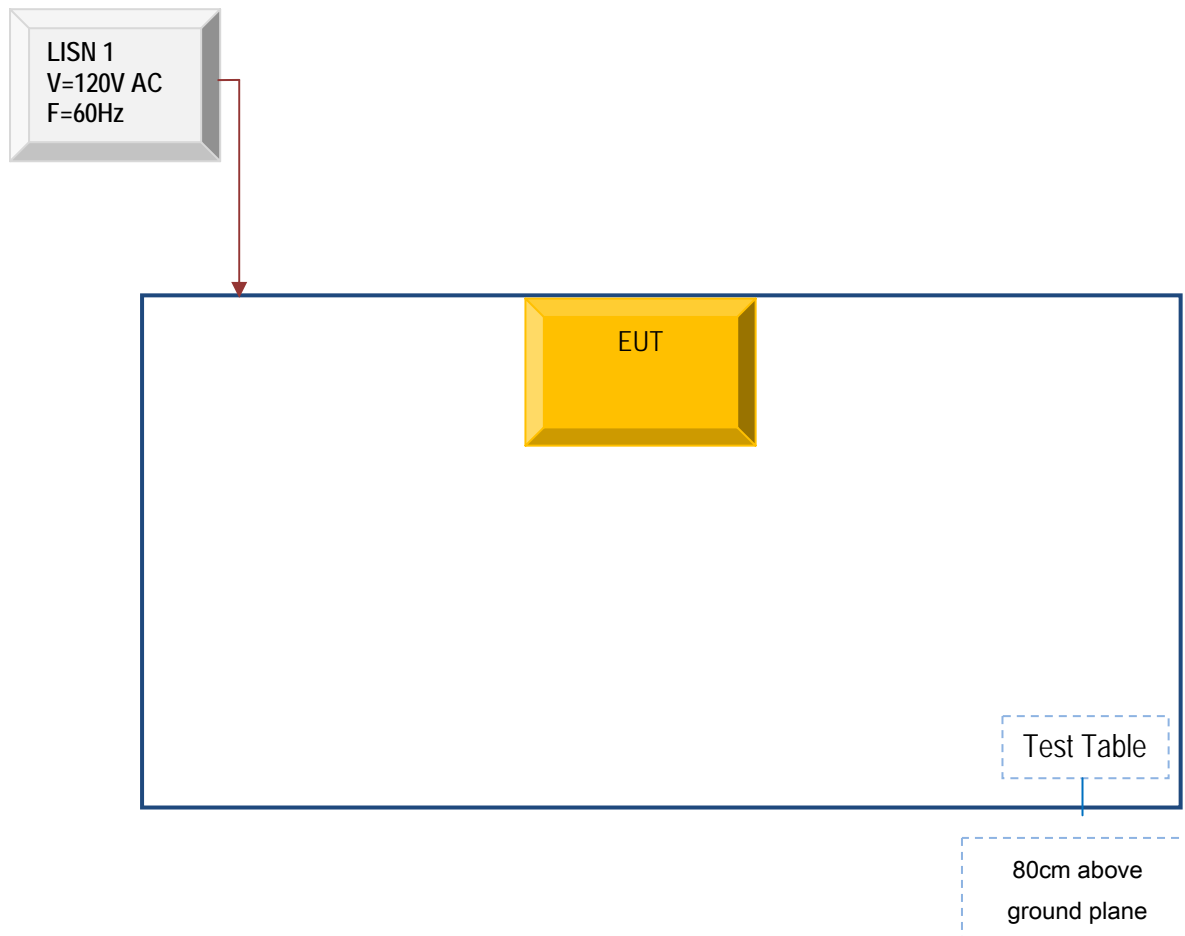 LISN 1
V=120V AC
F=60Hz
EUT
Test Table
80cm above
ground plane